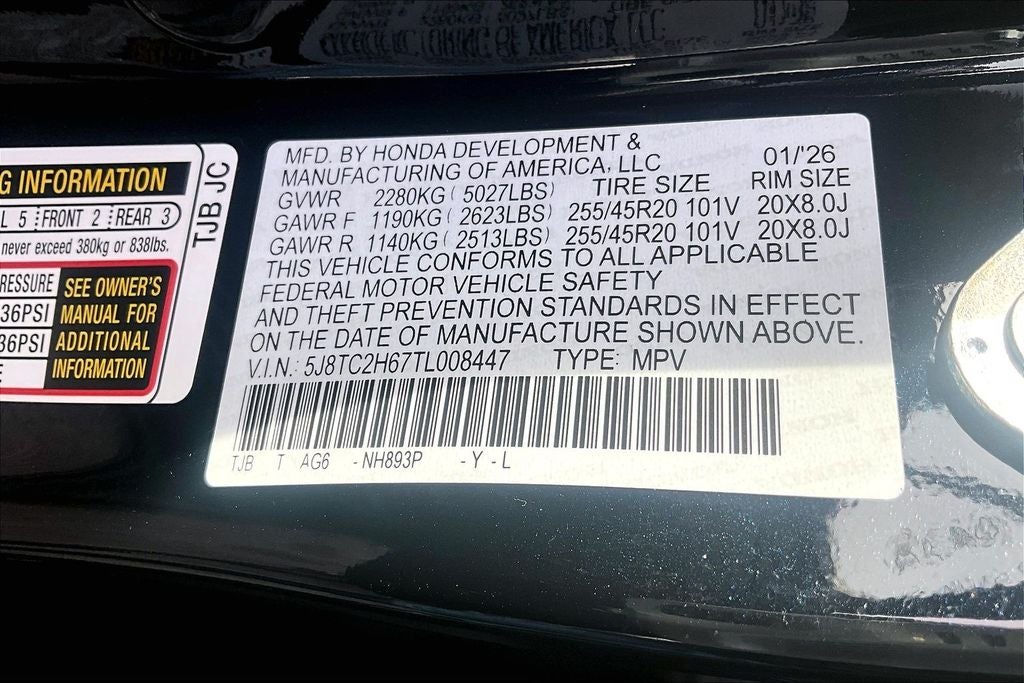 G INFORMATION
L 5 FRONT 2 REAR 3
never exceed 380kg or 838lbs.
RESSURE
36PSI
36PSI
E
SEE OWNER'S
MANUAL FOR
ADDITIONAL
INFORMATION
TJB JC
MFD. BY HONDA DEVELOPMENT &
MANUFACTURING OF AMERICA, LLC 01/'26
GVWR 2280KG ( 5027LBS) TIRE SIZE RIM SIZE
GAWR F 1190KG ( 2623LBS) 255/45R20 101V 20X8.0J
GAWR R 1140KG ( 2513LBS) 255/45R20 101V 20X8.0J
THIS VEHICLE CONFORMS TO ALL APPLICABLE
FEDERAL MOTOR VEHICLE SAFETY
AND THEFT PREVENTION STANDARDS IN EFFECT
ON THE DATE OF MANUFACTURE SHOWN ABOVE.
V.I.N.: 5J8TC2H67TL008447 TYPE: MPV
TJB T AG6 -NH893P -Y-L